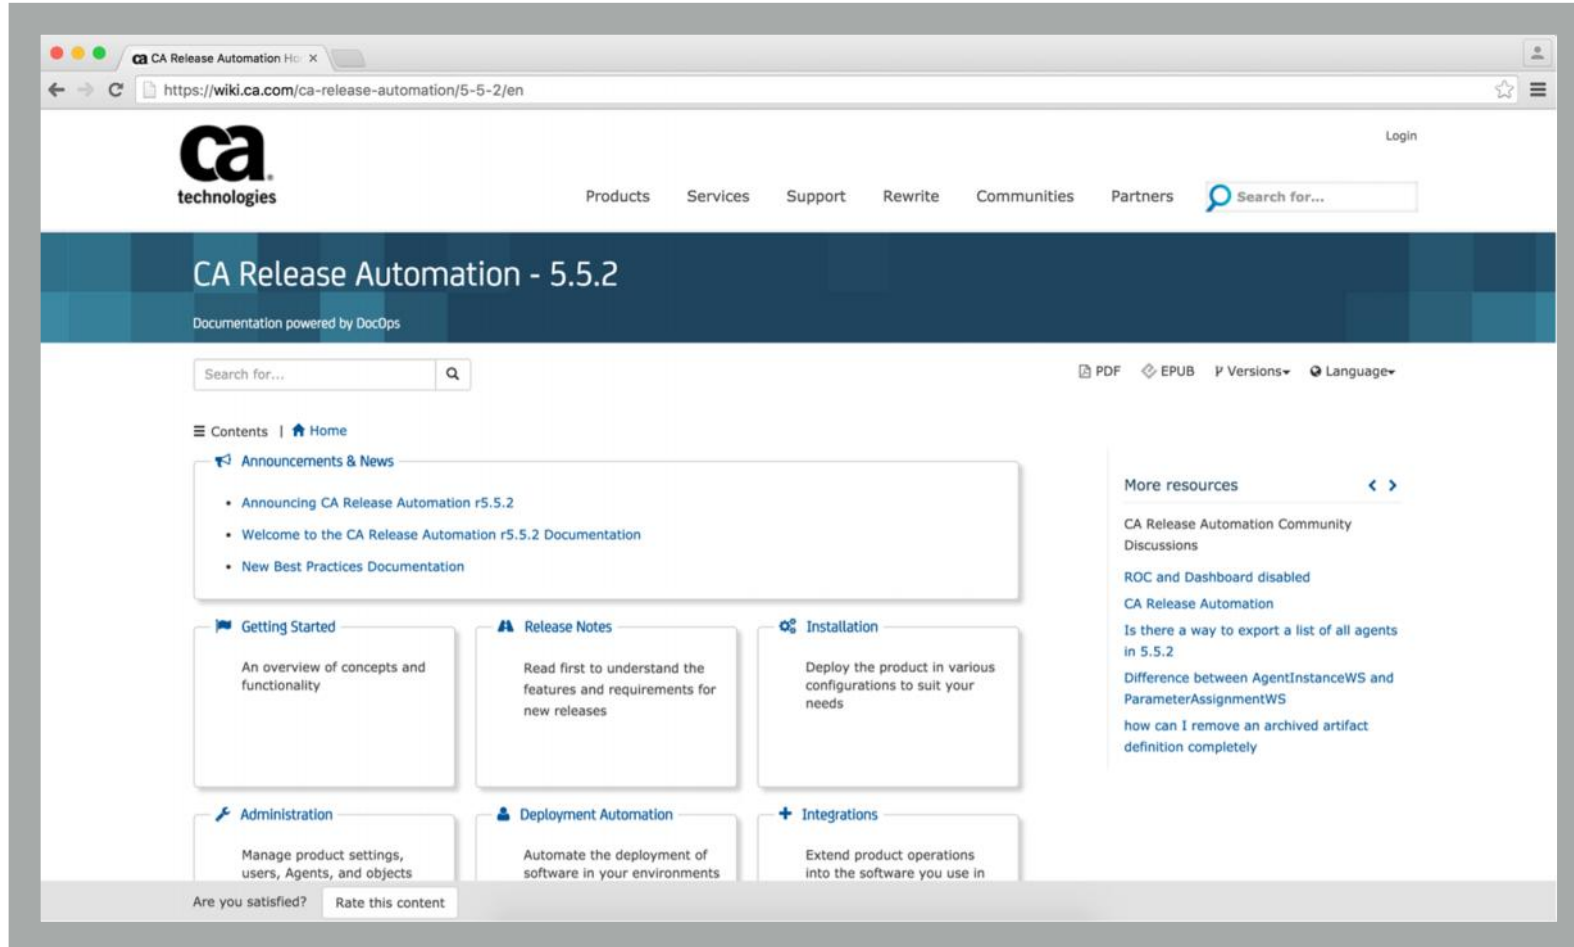 ca CA Release Automation Ho
https://wiki.ca.com/ca-release-automation/5-5-2/en
ca
technologies
Login
Products Services Support Rewrite Communities Partners Search for...
CA Release Automation - 5.5.2
Documentation powered by DocOps
Search for...
PDF EPUB Versions Language
Contents | Home
Announcements & News
• Announcing CA Release Automation r5.5.2
• Welcome to the CA Release Automation r5.5.2 Documentation
• New Best Practices Documentation
Getting Started
An overview of concepts and
functionality
Release Notes
Read first to understand the
features and requirements for
new releases
Installation
Deploy the product in various
configurations to suit your
needs
Administration
Manage product settings,
users, Agents, and objects
Deployment Automation
Automate the deployment of
software in your environments
Integrations
Extend product operations
into the software you use in
More resources
CA Release Automation Community
Discussions
ROC and Dashboard disabled
CA Release Automation
Is there a way to export a list of all agents
in 5.5.2
Difference between AgentInstanceWS and
ParameterAssignmentWS
how can I remove an archived artifact
definition completely
Are you satisfied? Rate this content